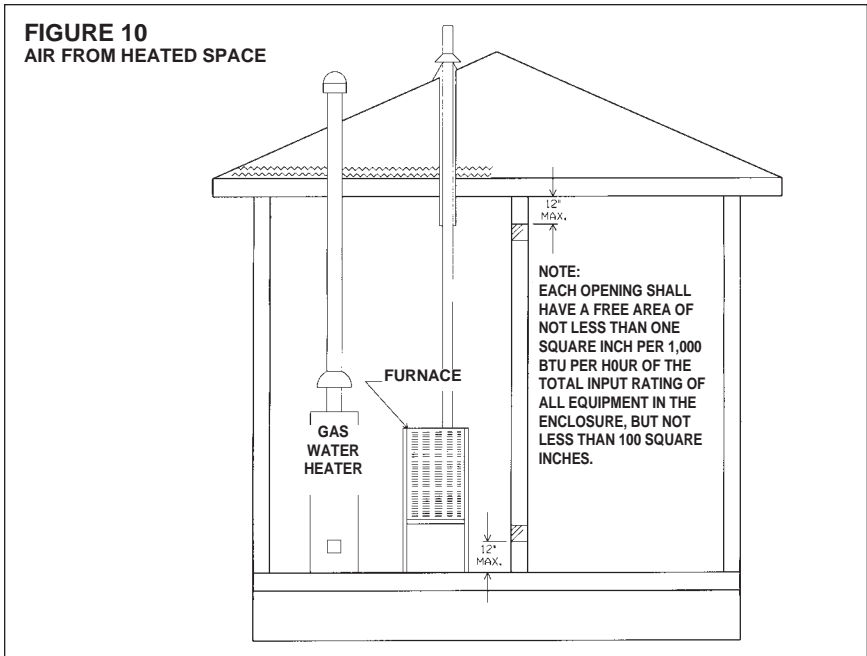 FIGURE 10
AIR FROM HEATED SPACE
12"
MAX.
NOTE:
EACH OPENING SHALL
HAVE A FREE AREA OF
NOT LESS THAN ONE
SQUARE INCH PER 1,000
BTU PER H0UR OF THE
TOTAL INPUT RATING OF
ALL EQUIPMENT IN THE
ENCLOSURE, BUT NOT
LESS THAN 100 SQUARE
INCHES.
FURNACE
GAS
WATER
HEATER
12"
MAX.